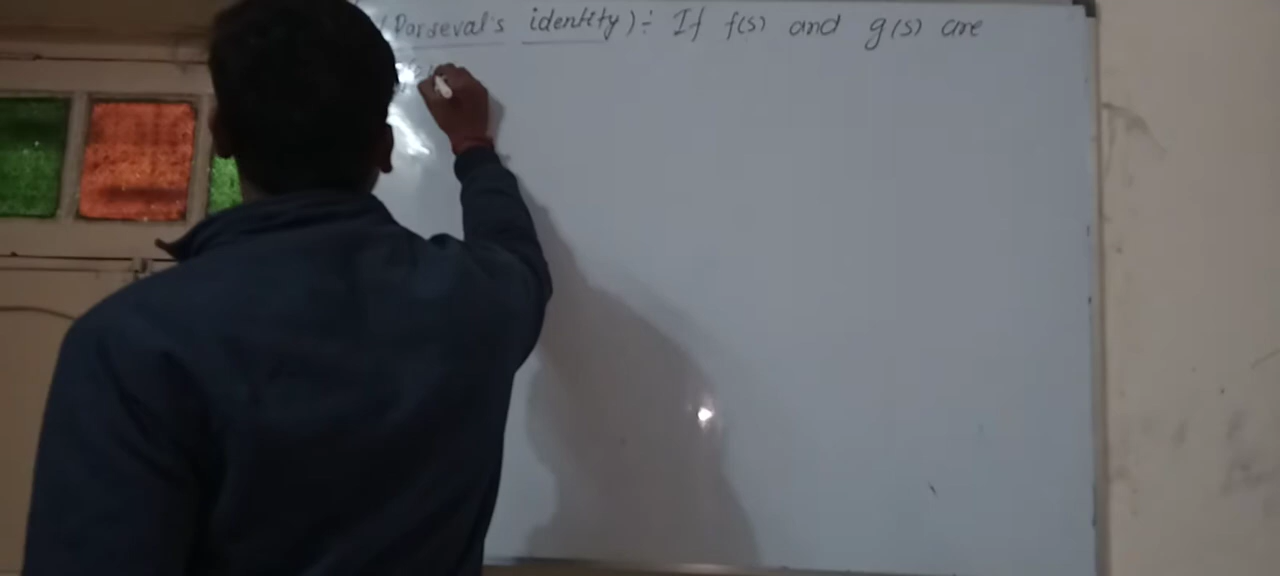 (Parseval's identity) ÷ If f(s) and g(s) are